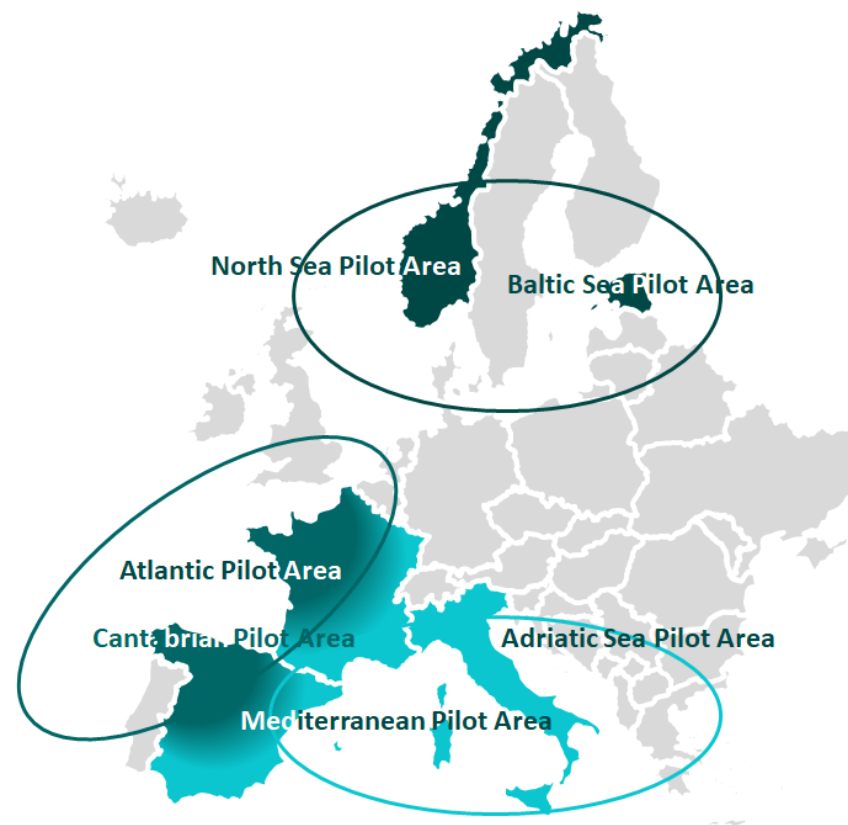 North Sea Pilot Area
Baltic Sea Pilot Area
Atlantic Pilot Area
Cantabrian Pilot Area
Adriatic Sea Pilot Area
Mediterranean Pilot Area